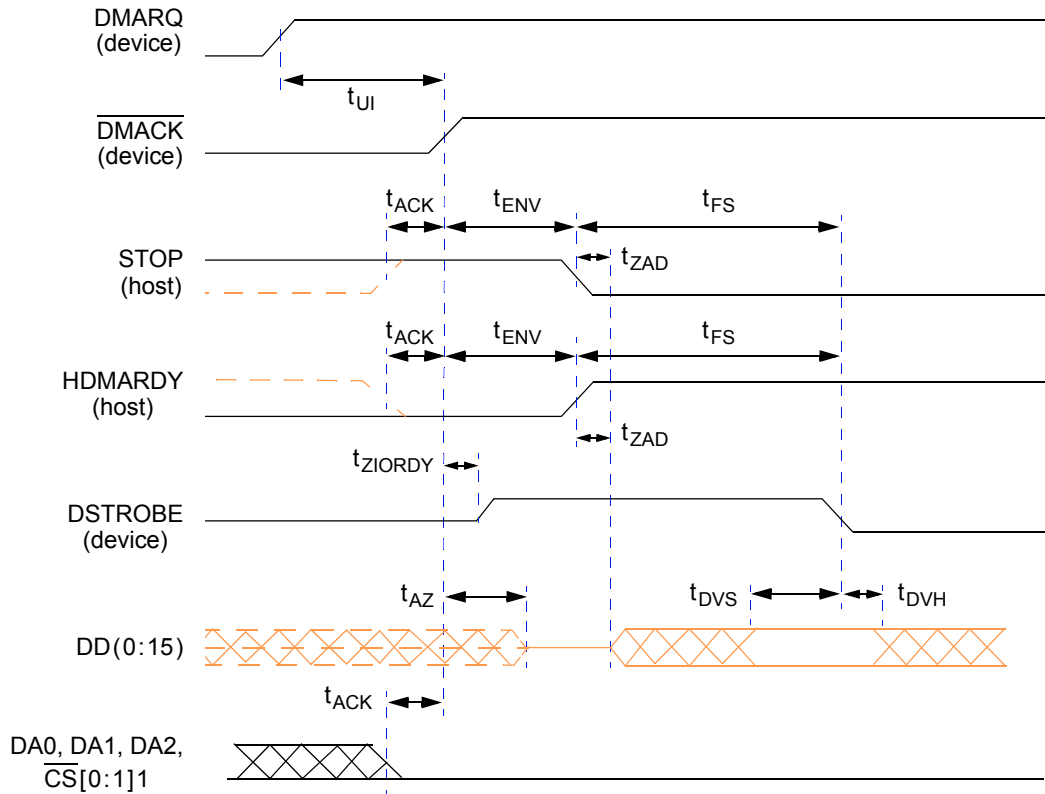 DMARQ
(device)
tUI
DMACK
(device)
tACK
tENV
tFS
STOP
(host)
tZAD
tACK
tENV
tFS
HDMARDY
(host)
tZAD
tZIORDY
DSTROBE
(device)
tAZ
tDVS
tDVH
DD(0:15)
tACK
DA0, DA1, DA2,
CS[0:1]1